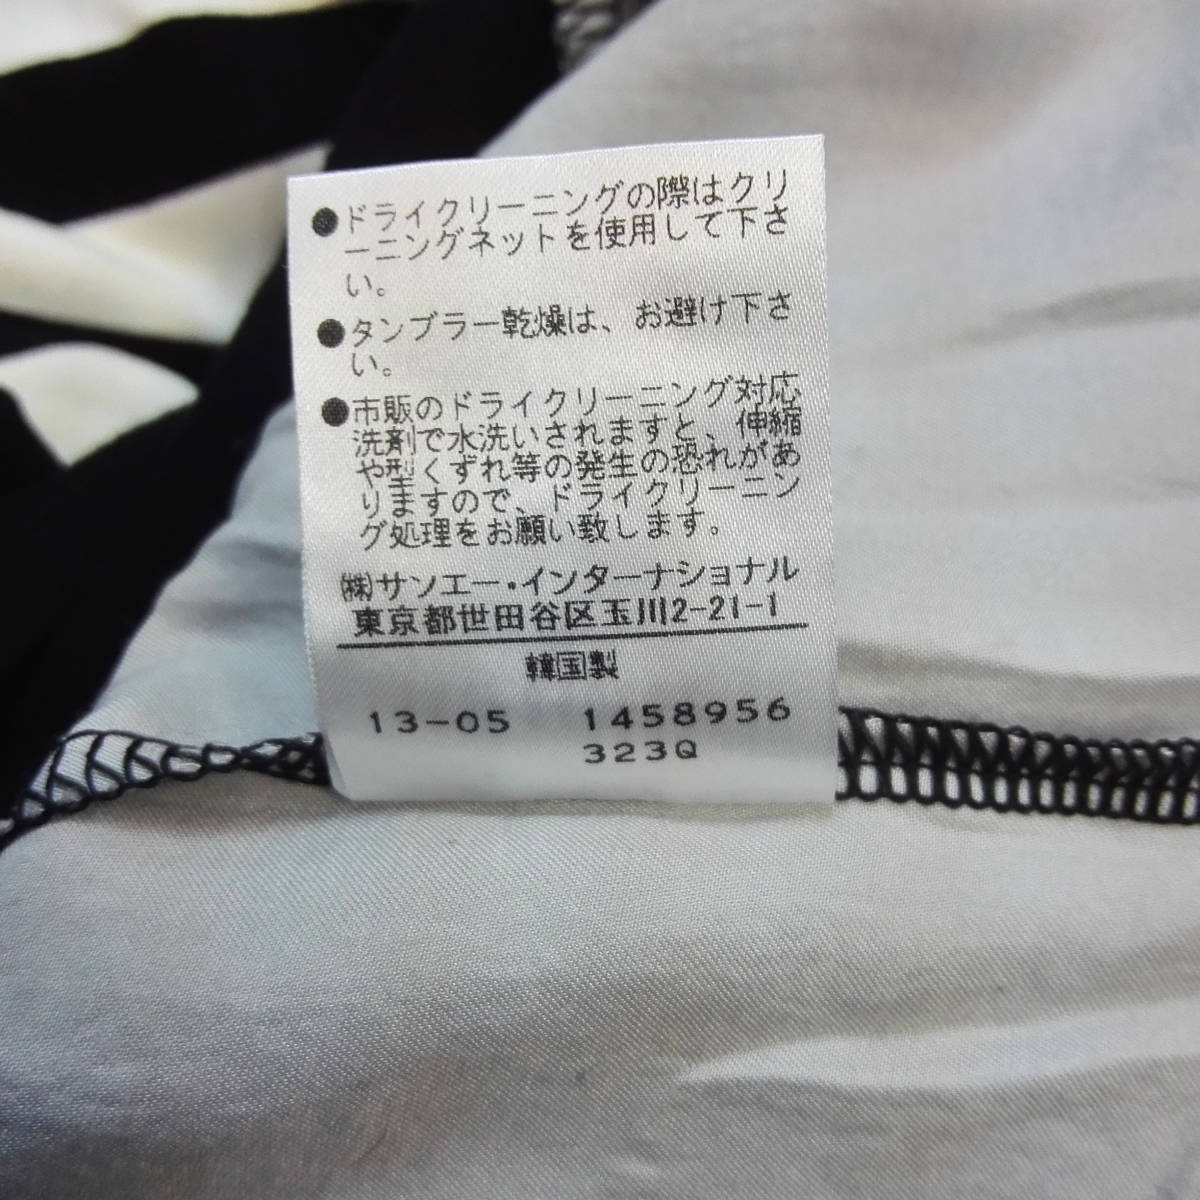 ●ドライクリーニングの際はクリ
ーニングネットを使用して下さ
い。
●タンブラー乾燥は、お避け下さ
い。
●市販のドライクリーニング対応
洗剤で水洗いされますと、伸縮
や型くずれ等の発生の恐れがあ
りますので、ドライクリーニン
グ処理をお願い致します。
㈱サンエー・インターナショナル
東京都世田谷区玉川2-21-1
韓国製
13-05 1458956
323Q